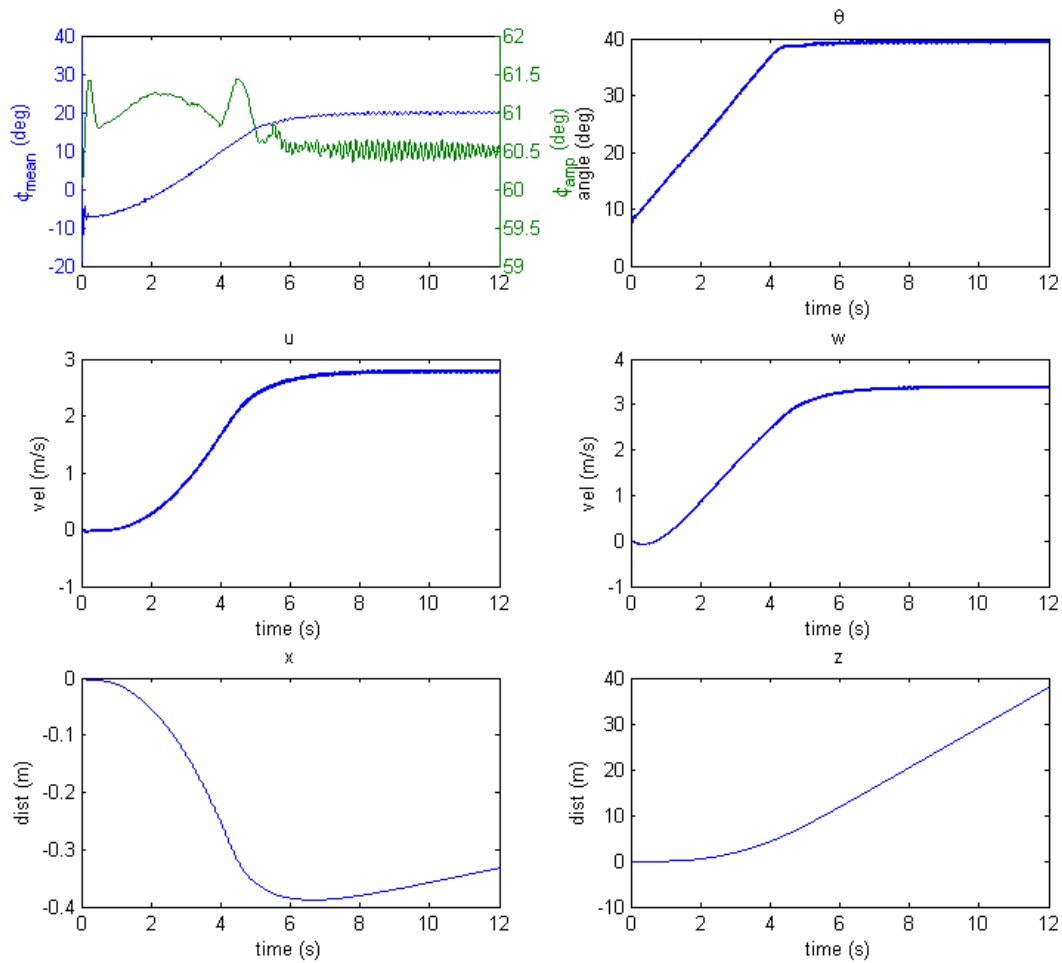 40
30
20
10
0
-10
-20
ϕmean (deg)
62
61.5
61
60.5
60
59.5
59
ϕamp (deg)
0 2 4 6 8 10 12
θ
40
30
20
10
0
angle (deg)
0 2 4 6 8 10 12
time (s)
u
3
2
1
0
-1
vel (m/s)
0 2 4 6 8 10 12
time (s)
w
4
3
2
1
0
-1
vel (m/s)
0 2 4 6 8 10 12
time (s)
x
0
-0.1
-0.2
-0.3
-0.4
dist (m)
0 2 4 6 8 10 12
time (s)
z
40
30
20
10
0
-10
dist (m)
0 2 4 6 8 10 12
time (s)